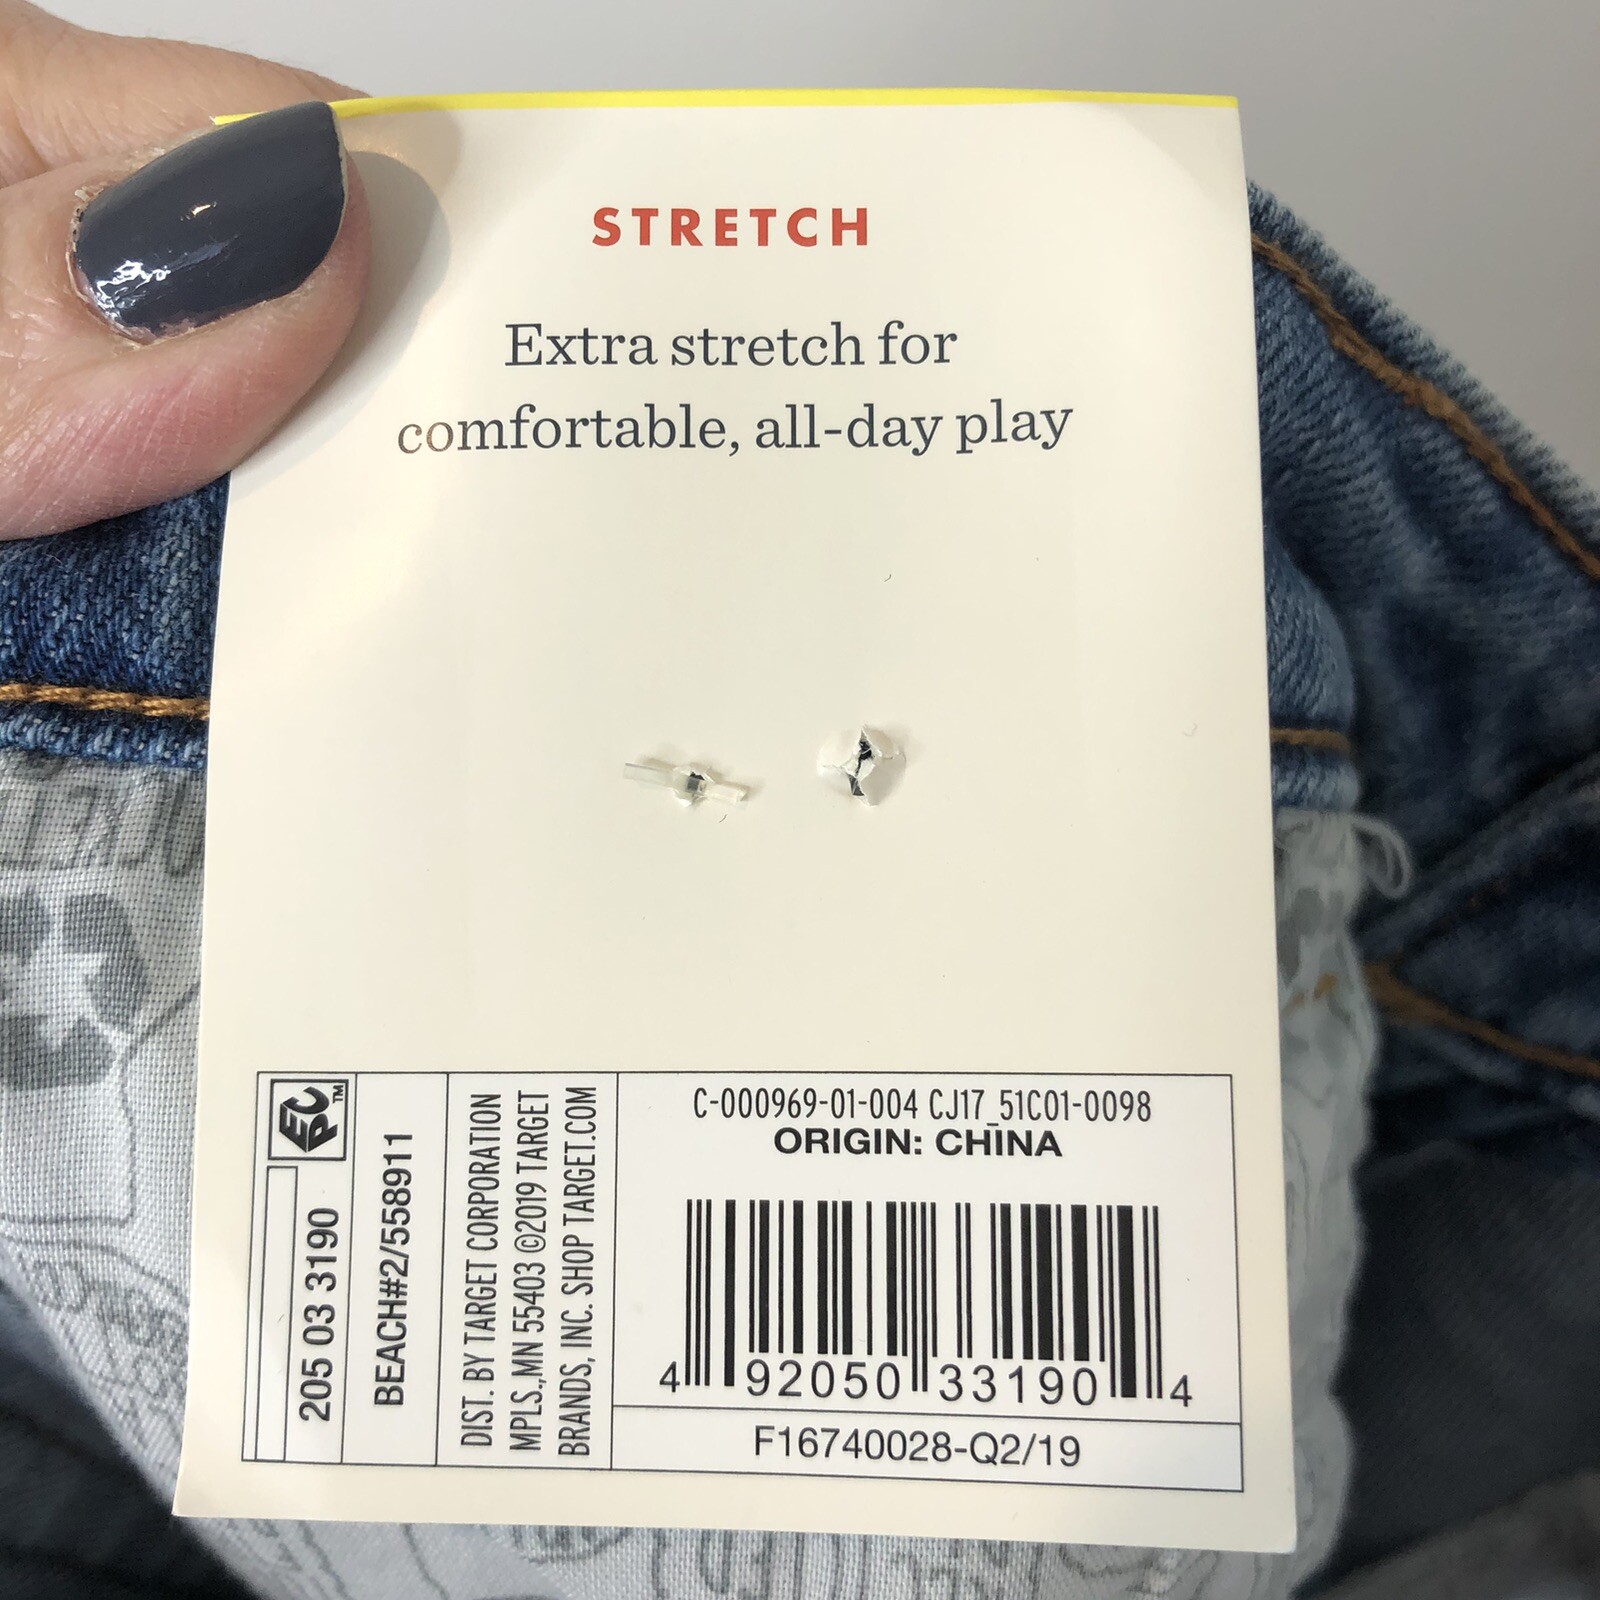 STRETCH
Extra stretch for
comfortable, all-day play
EPC™
205 03 3190
BEACH#2/558911
DIST. BY TARGET CORPORATION
MPLS.,MN 55403 ©2019 TARGET
BRANDS, INC. SHOP TARGET.COM
C-000969-01-004 CJ17_51C01-0098
ORIGIN: CHINA
4 92050 33190 4
F16740028-Q2/19